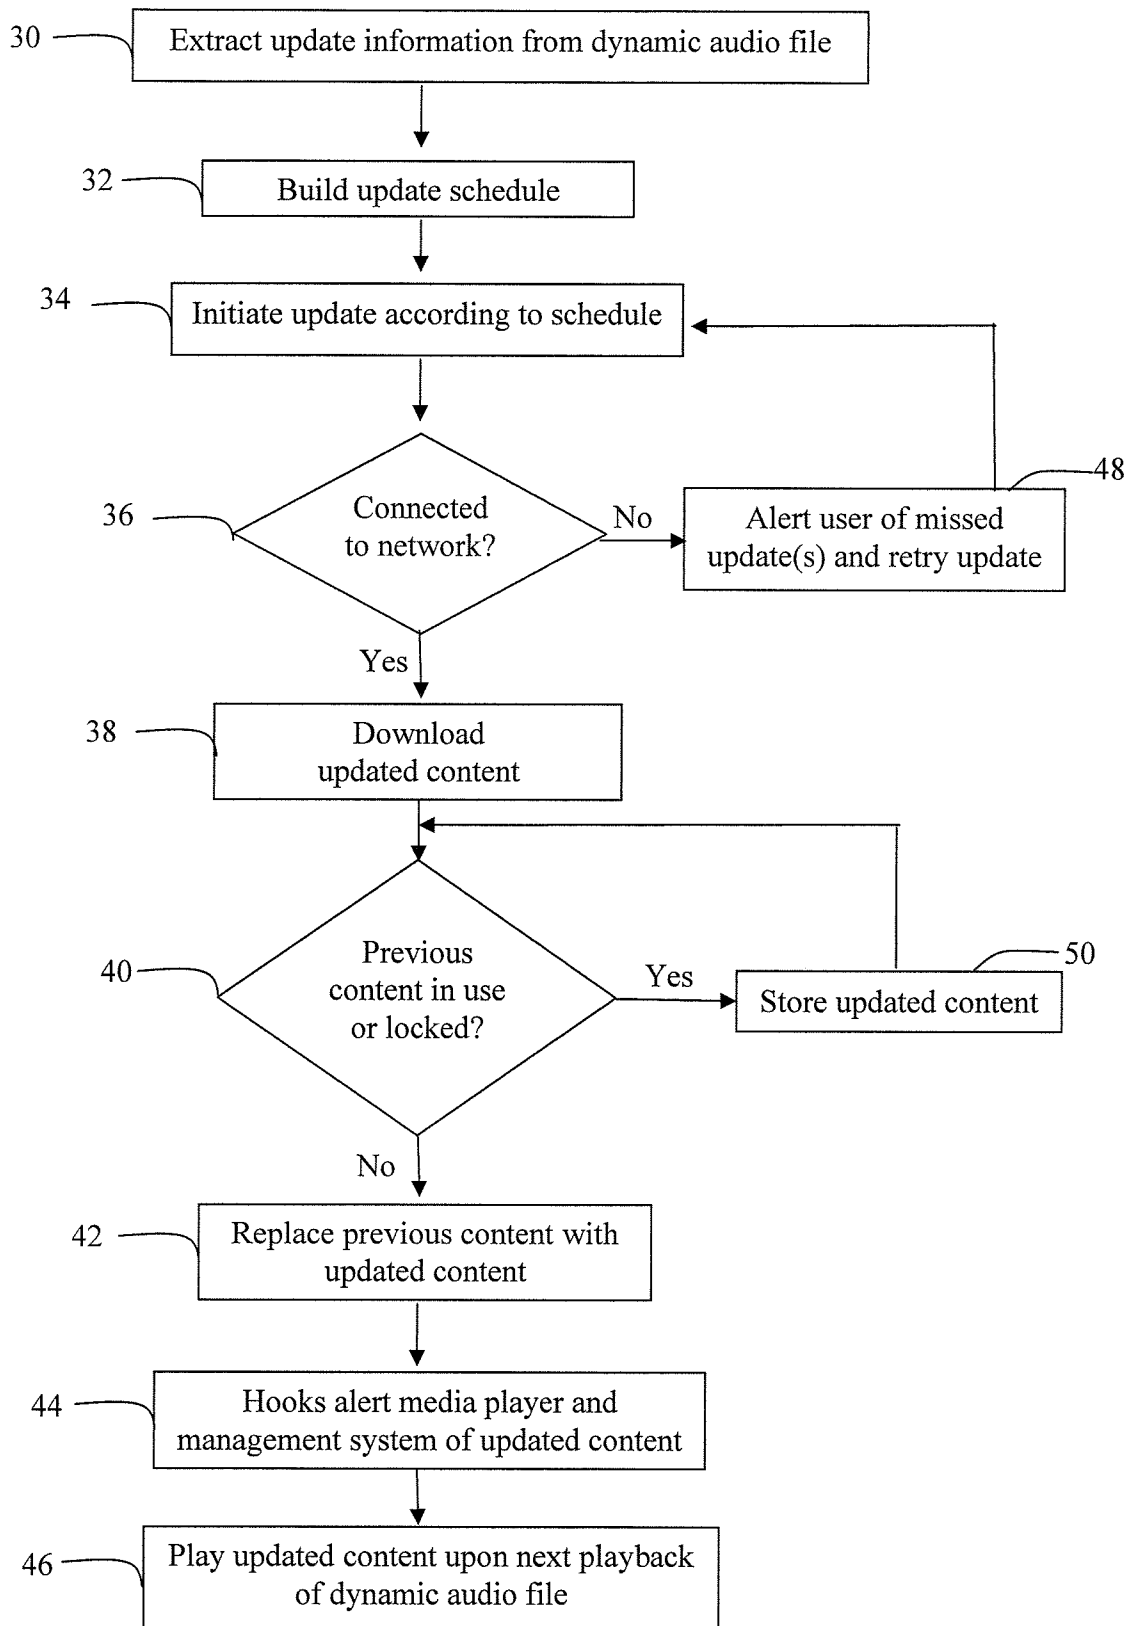 30
Extract update information from dynamic audio file
32
Build update schedule
34
Initiate update according to schedule
36
Connected
to network?
No
48
Alert user of missed
update(s) and retry update
Yes
38
Download
updated content
40
Previous
content in use
or locked?
Yes
50
Store updated content
No
42
Replace previous content with
updated content
44
Hooks alert media player and
management system of updated content
46
Play updated content upon next playback
of dynamic audio file